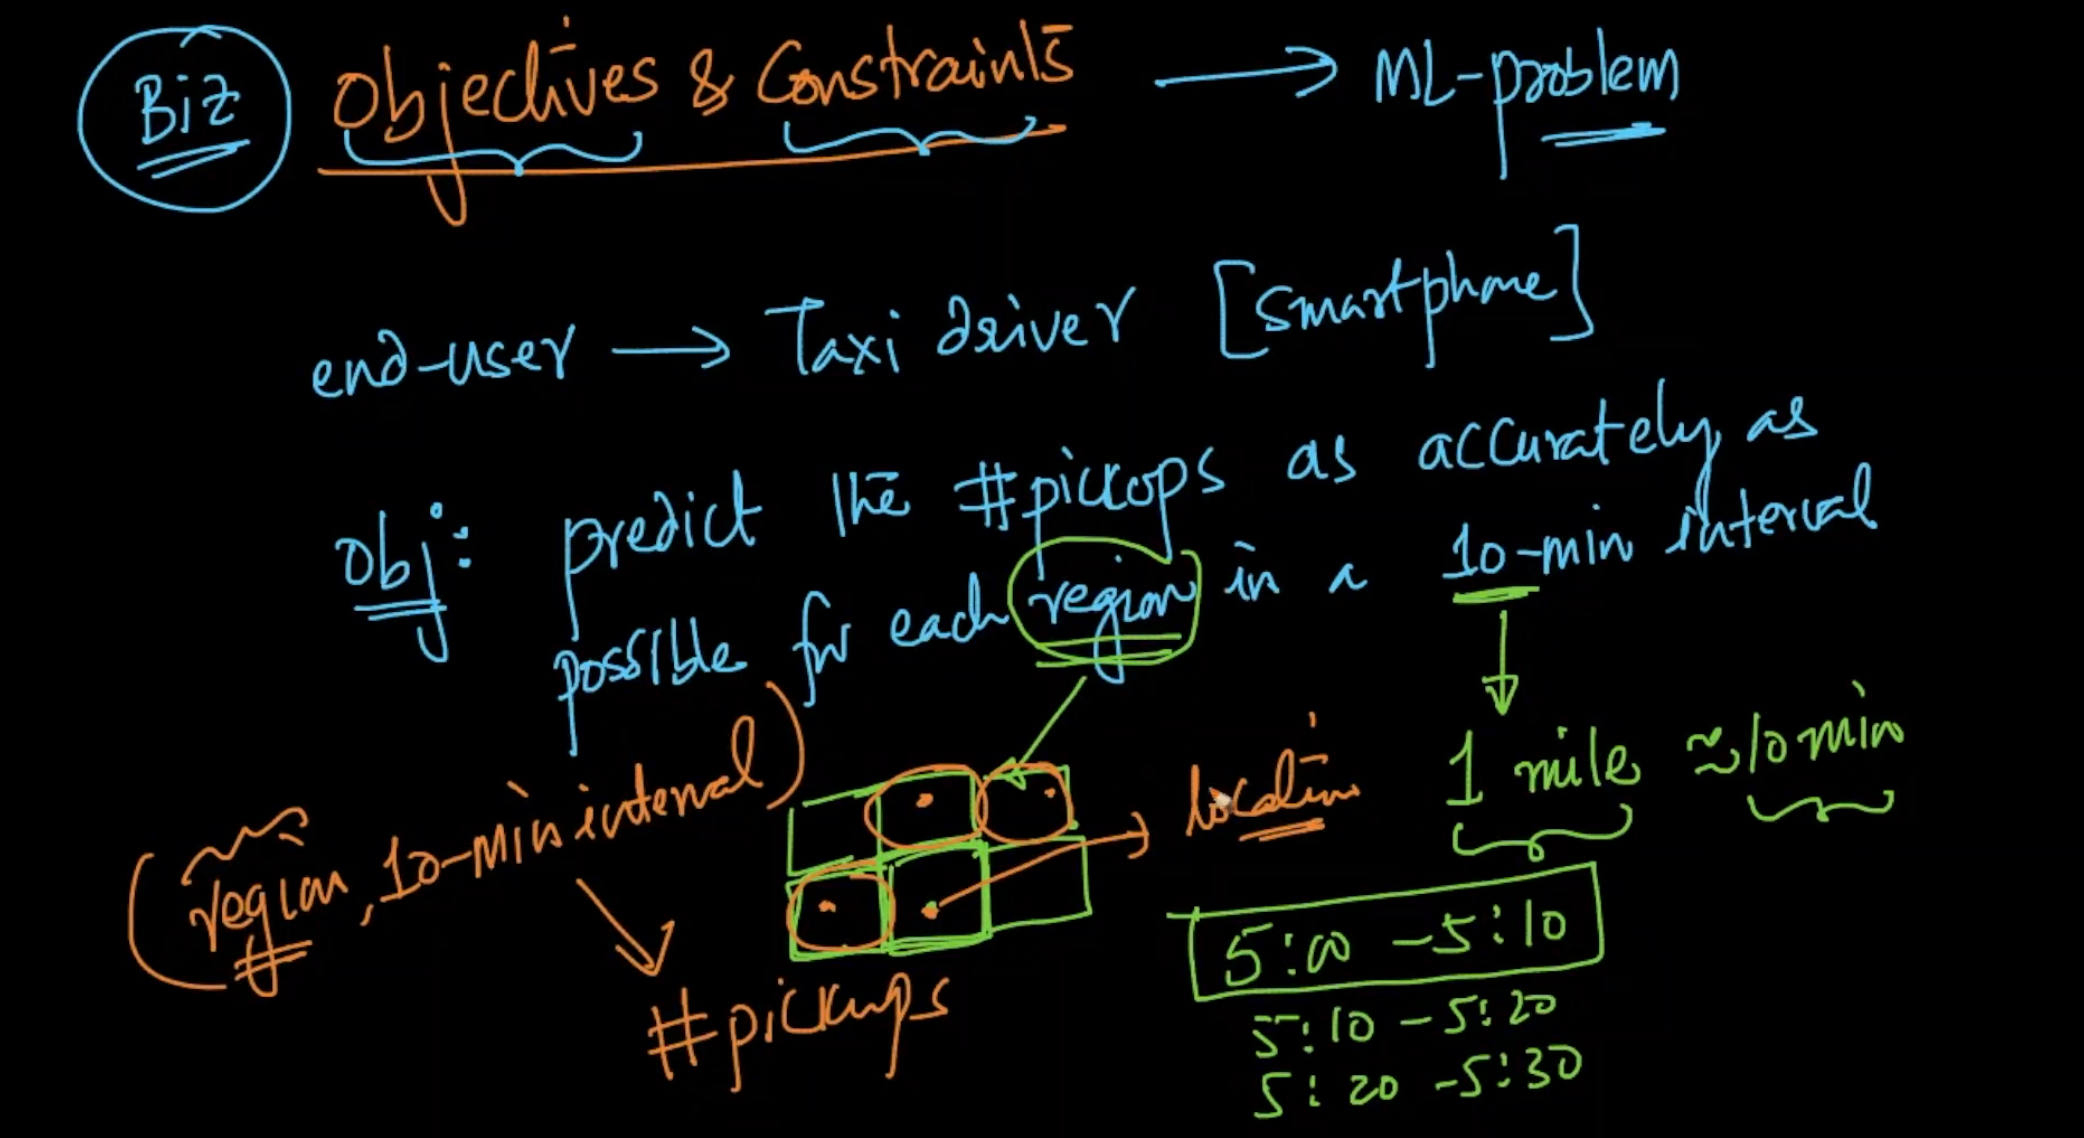 Biz Objectives & Constraints → ML-problem
end-user → Taxi driver [smartphone]
obj: predict the #pickups as accurately as
possible for each region in a 10-min interval
(region, 10-min interval)
location
1 mile ≈ 10 min
5:00 - 5:10
5:10 - 5:20
5:20 - 5:30
#pickups